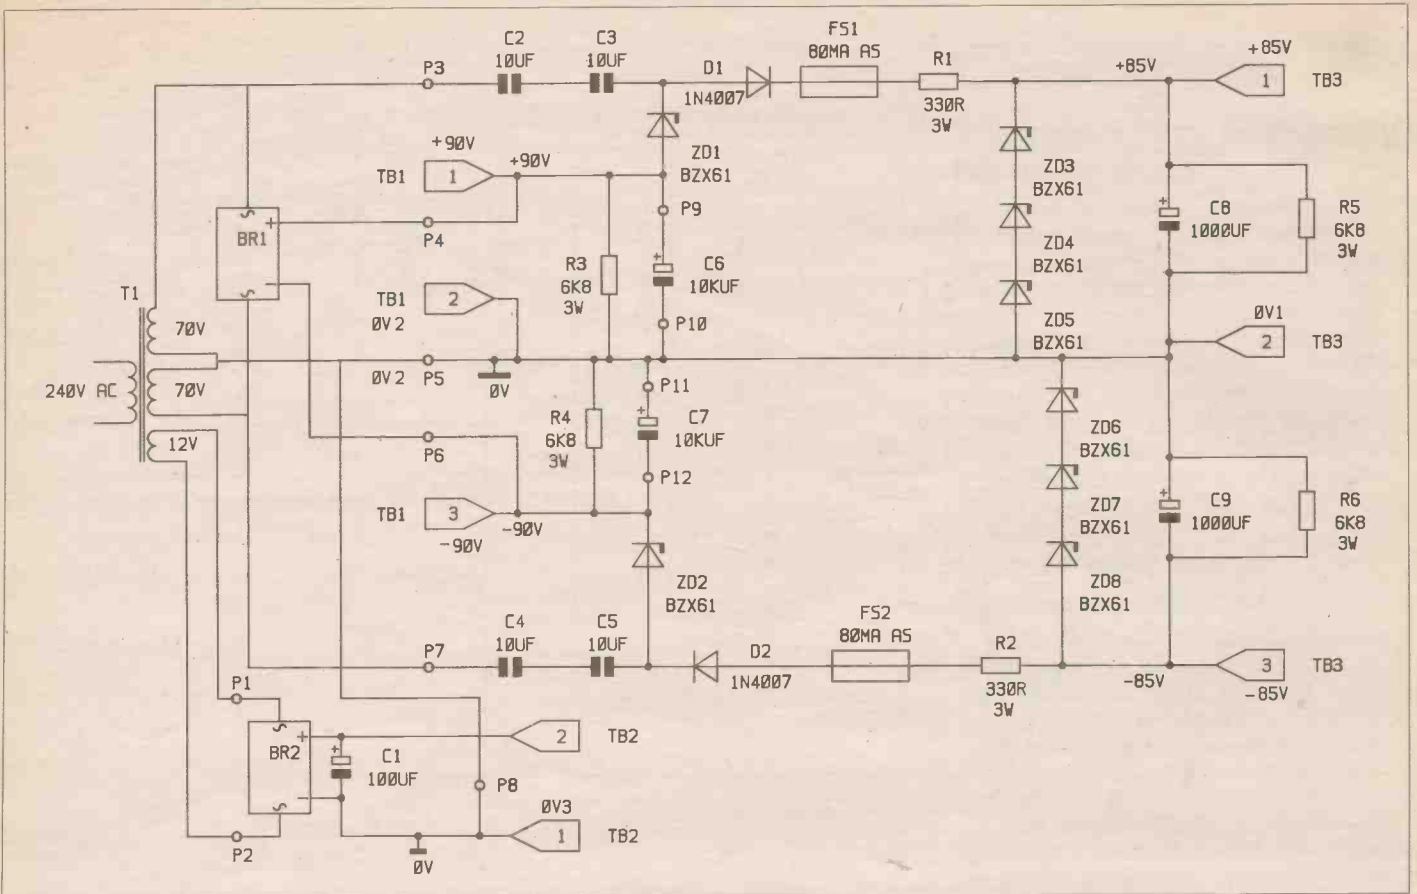 FS1
80MA AS
C2
10UF
C3
10UF
P3
D1
1N4007
R1
330R
3W
+85V
+85V
1
TB3
+90V
TB1
1
+90V
ZD1
BZX61
ZD3
BZX61
P9
BR1
+
−
P4
C8
1000UF
+
R5
6K8
3W
ZD4
BZX61
T1
TB1
2
0V2
R3
6K8
3W
+
C6
10KUF
P10
ZD5
BZX61
0V1
2
TB3
70V
240V AC
70V
12V
0V2
P5
0V
P11
R4
6K8
3W
+
C7
10KUF
P12
P6
ZD6
BZX61
TB1
3
-90V
-90V
ZD7
BZX61
+
C9
1000UF
R6
6K8
3W
ZD2
BZX61
ZD8
BZX61
C4
10UF
C5
10UF
P7
D2
1N4007
FS2
80MA AS
R2
330R
3W
-85V
3
TB3
-85V
P1
BR2
+
−
+
C1
100UF
2
TB2
P8
0V3
1
TB2
P2
0V